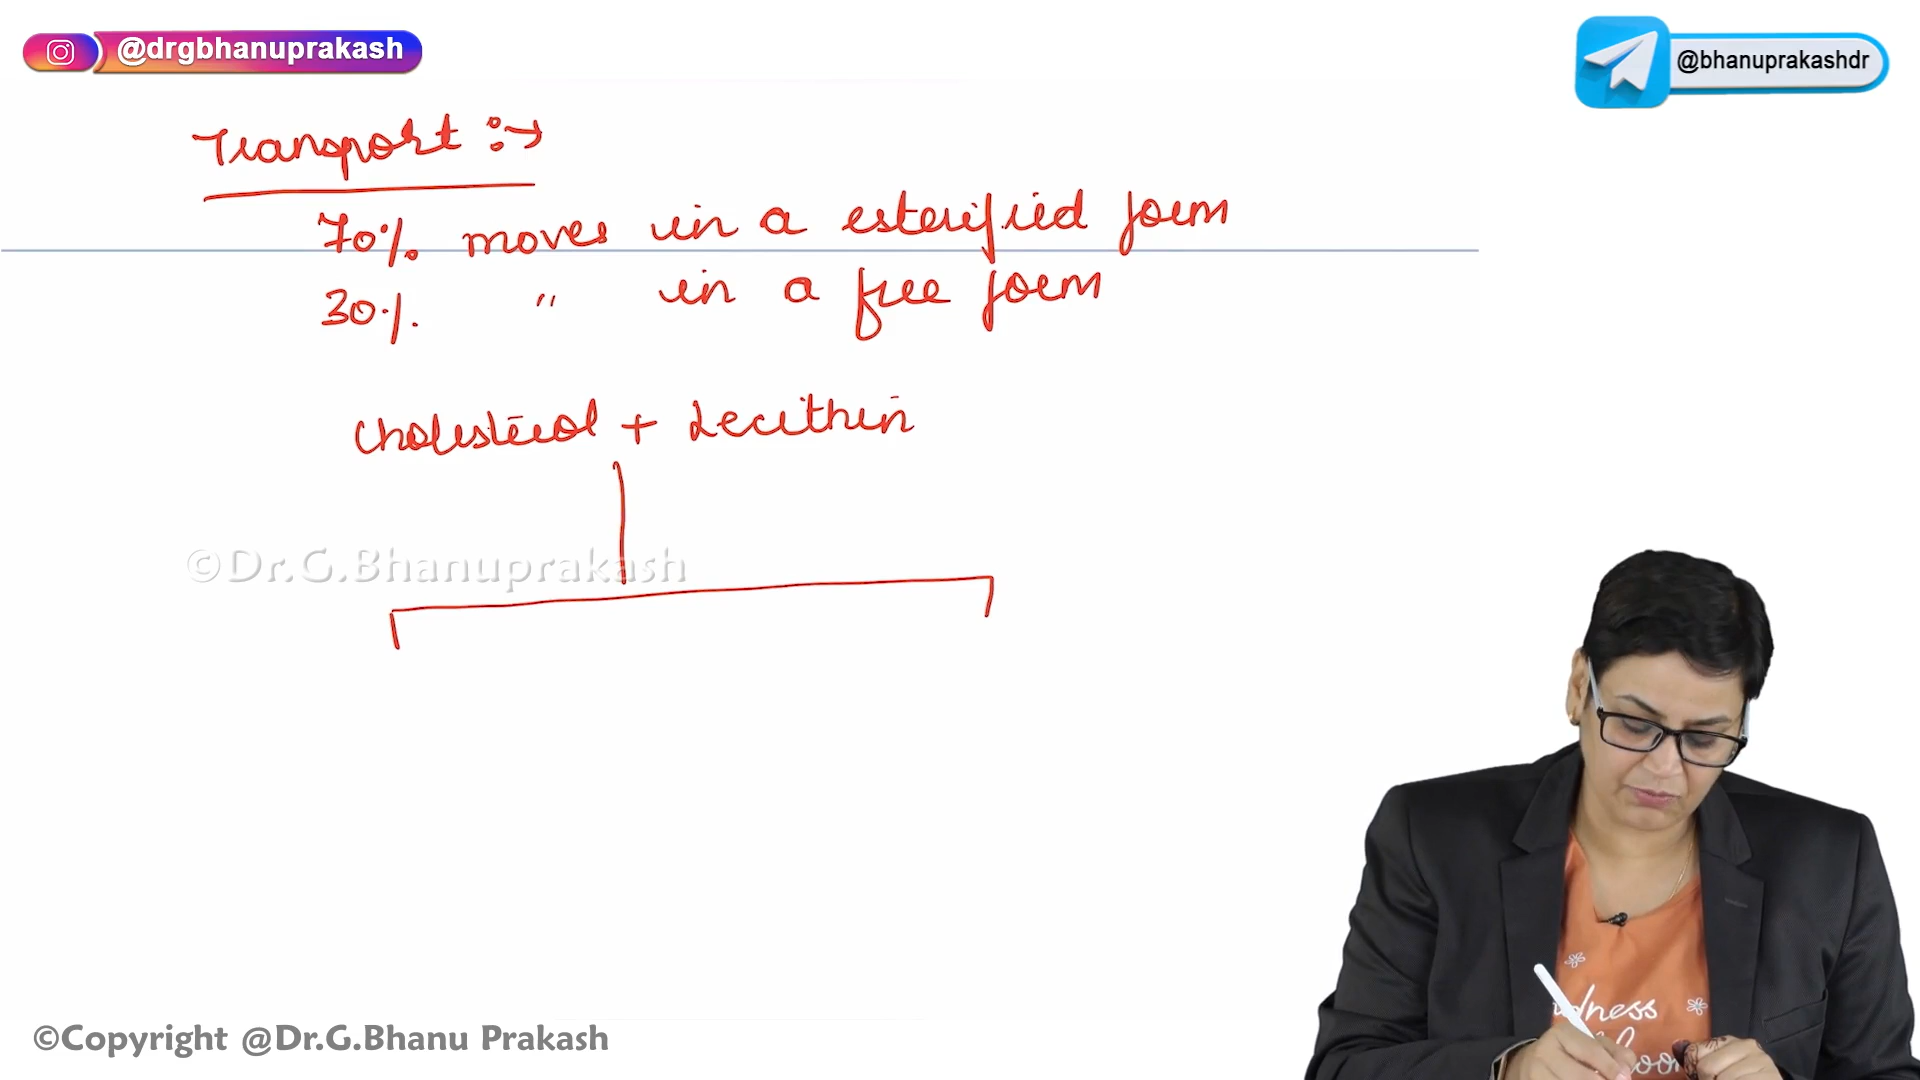 @drgbhanuprakash
@bhanuprakashdr
Transport :→
70% moves in a esterified form
30% " in a free form
Cholesterol + Lecithin
©Dr.G.Bhanuprakash
©Copyright @Dr.G.Bhanu Prakash